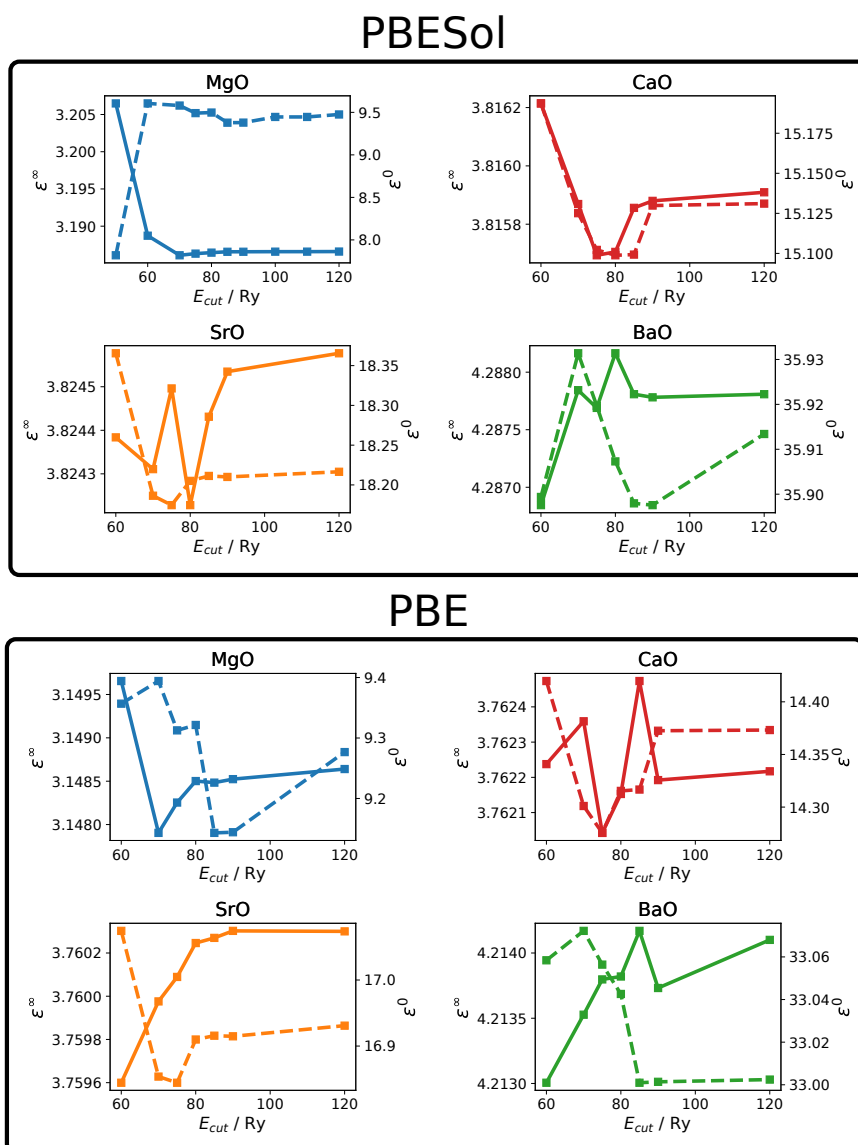 PBESol
MgO
CaO
3.205
3.200
3.195
3.190
ε∞
9.5
9.0
8.5
8.0
ε0
60 80 100 120
Ecut / Ry
3.8162
3.8160
3.8158
ε∞
15.175
15.150
15.125
15.100
ε0
60 80 100 120
Ecut / Ry
SrO
BaO
3.8245
3.8244
3.8243
ε∞
18.35
18.30
18.25
18.20
ε0
60 80 100 120
Ecut / Ry
4.2880
4.2875
4.2870
ε∞
35.93
35.92
35.91
35.90
ε0
60 80 100 120
Ecut / Ry
PBE
MgO
CaO
3.1495
3.1490
3.1485
3.1480
ε∞
9.4
9.3
9.2
ε0
60 80 100 120
Ecut / Ry
3.7624
3.7623
3.7622
3.7621
ε∞
14.40
14.35
14.30
ε0
60 80 100 120
Ecut / Ry
SrO
BaO
3.7602
3.7600
3.7598
3.7596
ε∞
17.0
16.9
ε0
60 80 100 120
Ecut / Ry
4.2140
4.2135
4.2130
ε∞
33.06
33.04
33.02
33.00
ε0
60 80 100 120
Ecut / Ry